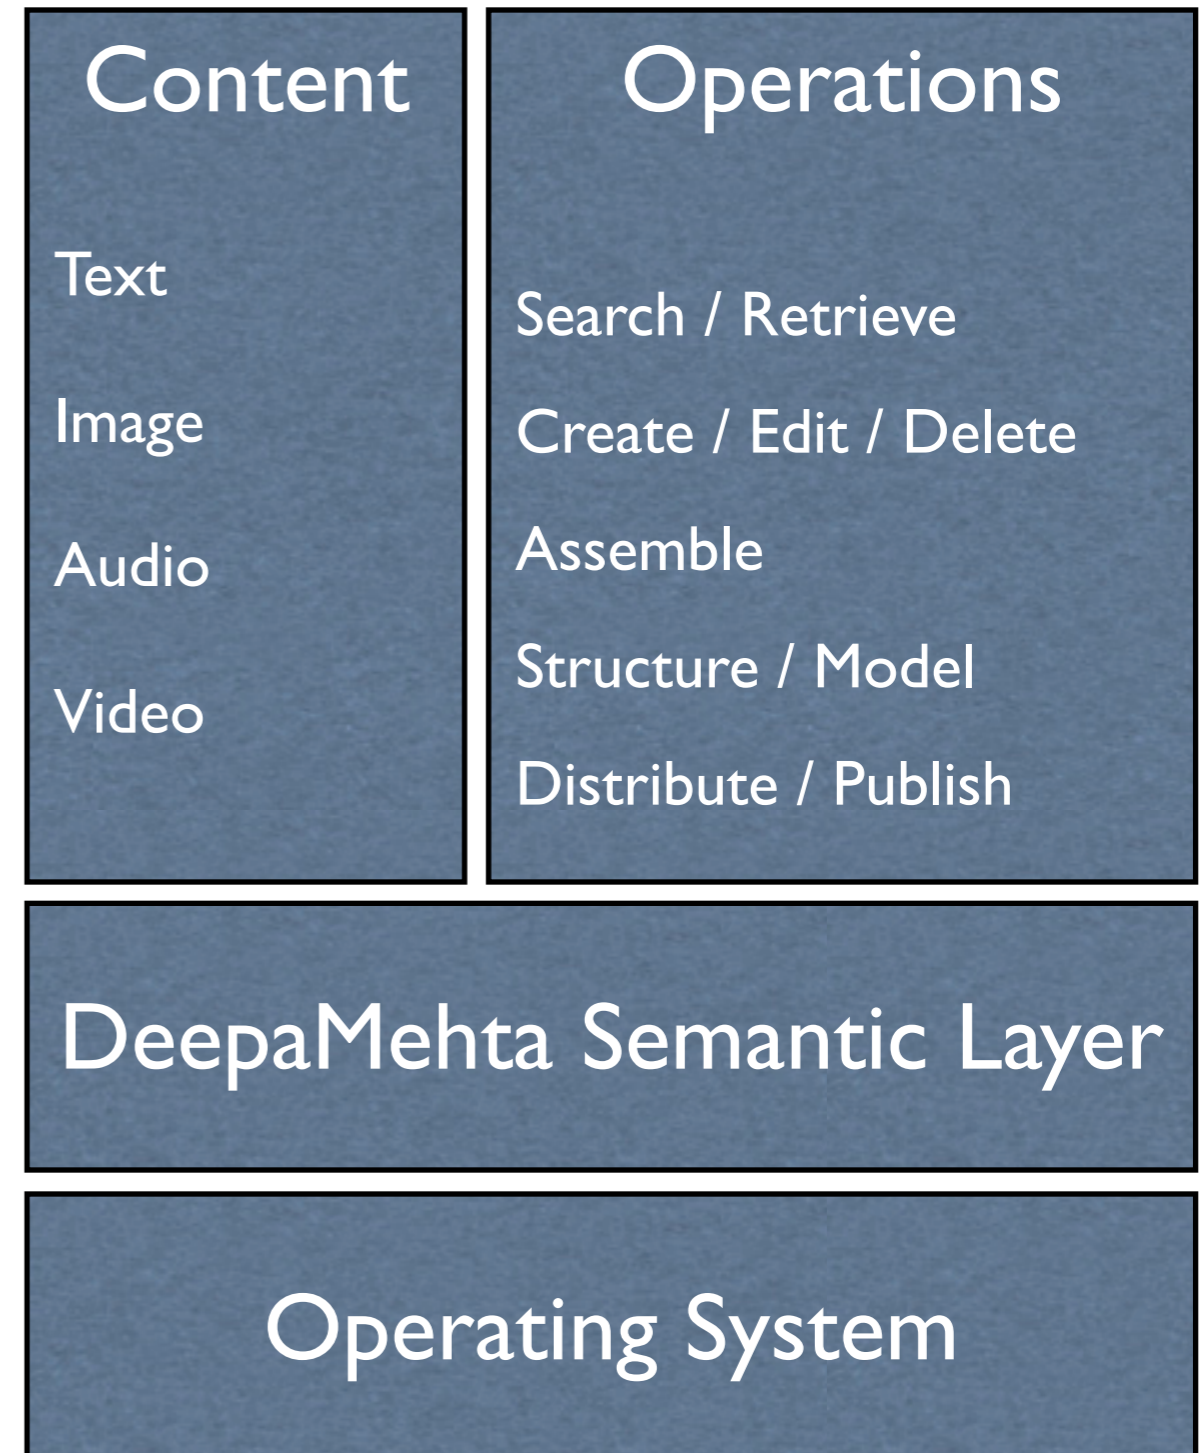 Content
Text
Image
Audio
Video
Operations
Search / Retrieve
Create / Edit / Delete
Assemble
Structure / Model
Distribute / Publish
DeepaMehta Semantic Layer
Operating System